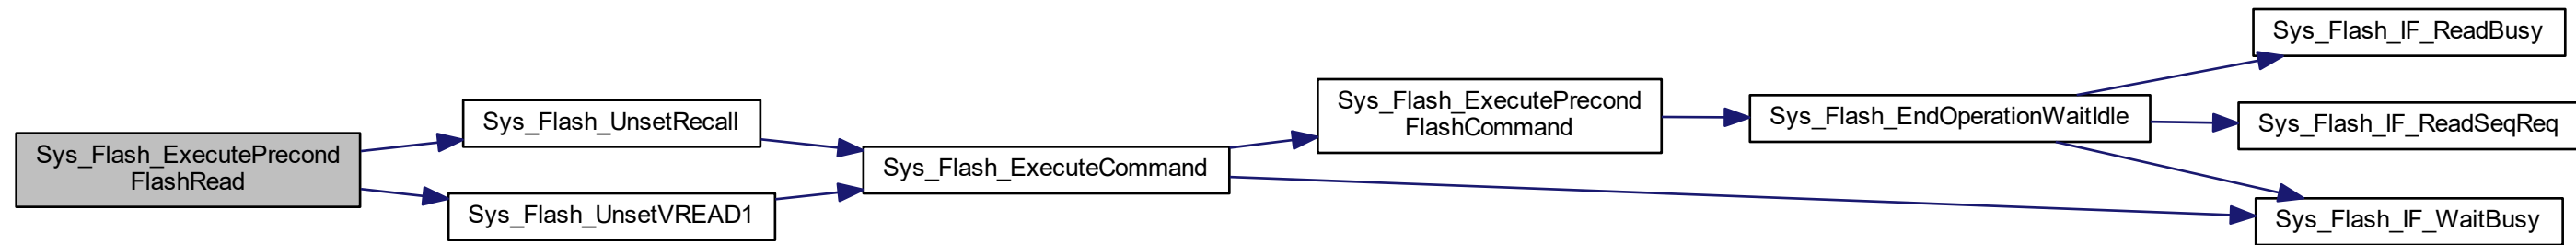 Sys_Flash_ExecutePrecond
FlashRead
Sys_Flash_UnsetRecall
Sys_Flash_UnsetVREAD1
Sys_Flash_ExecuteCommand
Sys_Flash_ExecutePrecond
FlashCommand
Sys_Flash_EndOperationWaitIdle
Sys_Flash_IF_ReadBusy
Sys_Flash_IF_ReadSeqReq
Sys_Flash_IF_WaitBusy